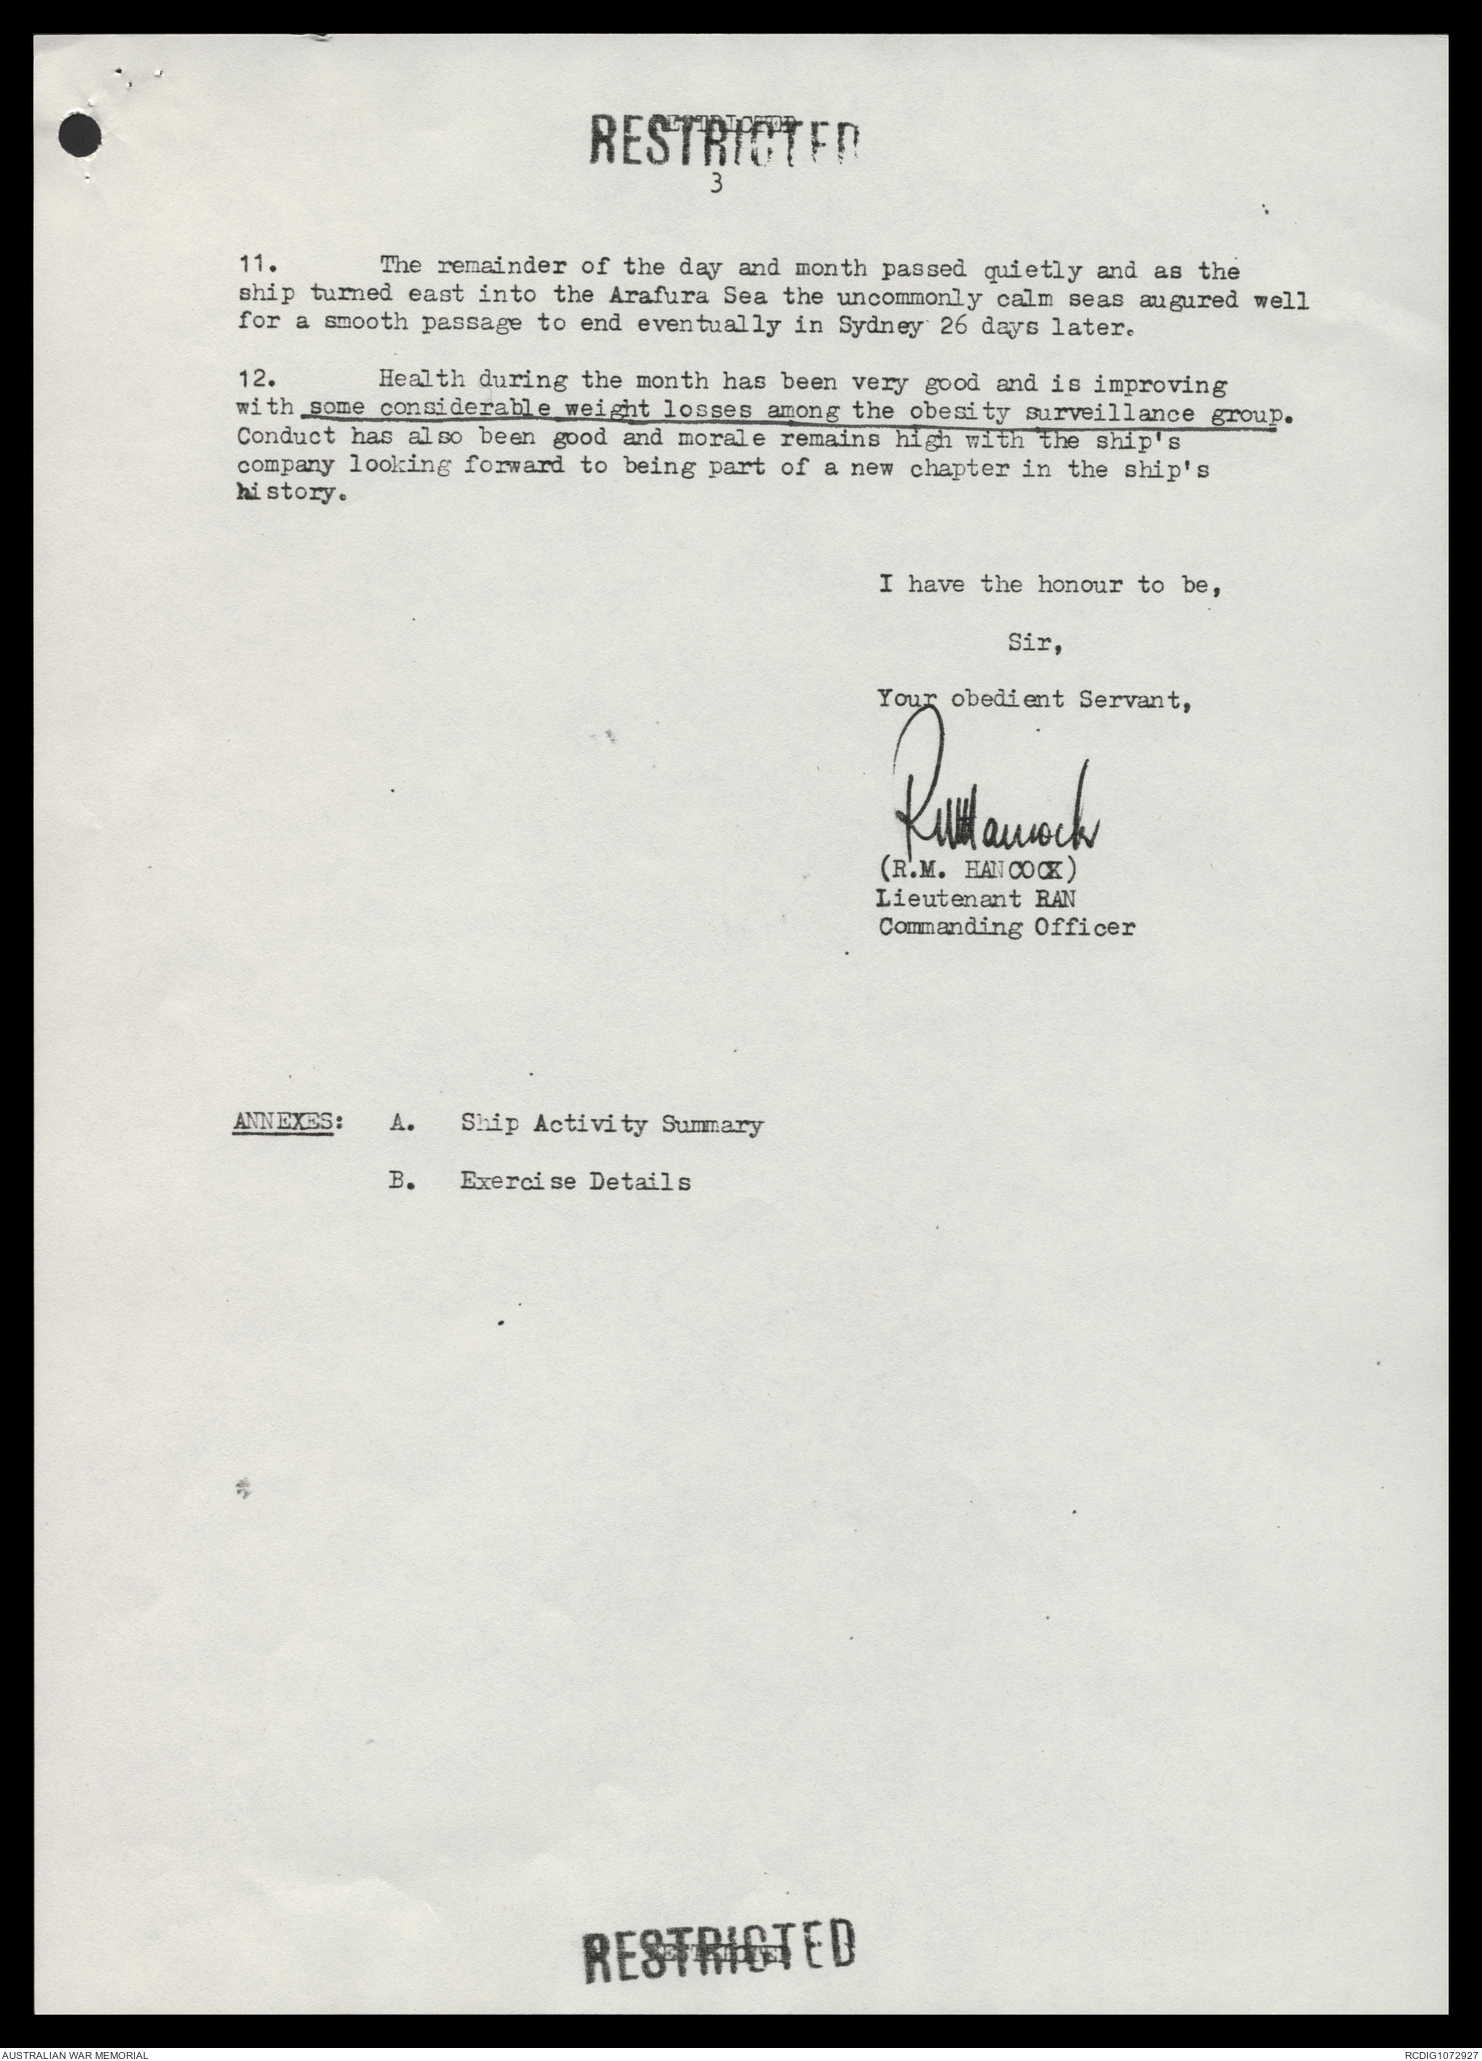 RESTRICTED
3
11. The remainder of the day and month passed quietly and as the
ship turned east into the Arafura Sea the uncommonly calm seas augured well
for a smooth passage to end eventually in Sydney 26 days later.
12. Health during the month has been very good and is improving
with some considerable weight losses among the obesity surveillance group.
Conduct has also been good and morale remains high with the ship's
company looking forward to being part of a new chapter in the ship's
history.
I have the honour to be,
Sir,
Your obedient Servant,
RMHancock
(R.M. HANCOCK)
Lieutenant RAN
Commanding Officer
ANNEXES: A. Ship Activity Summary
B. Exercise Details
RESTRICTED
AUSTRALIAN WAR MEMORIAL
RCDIG1072927